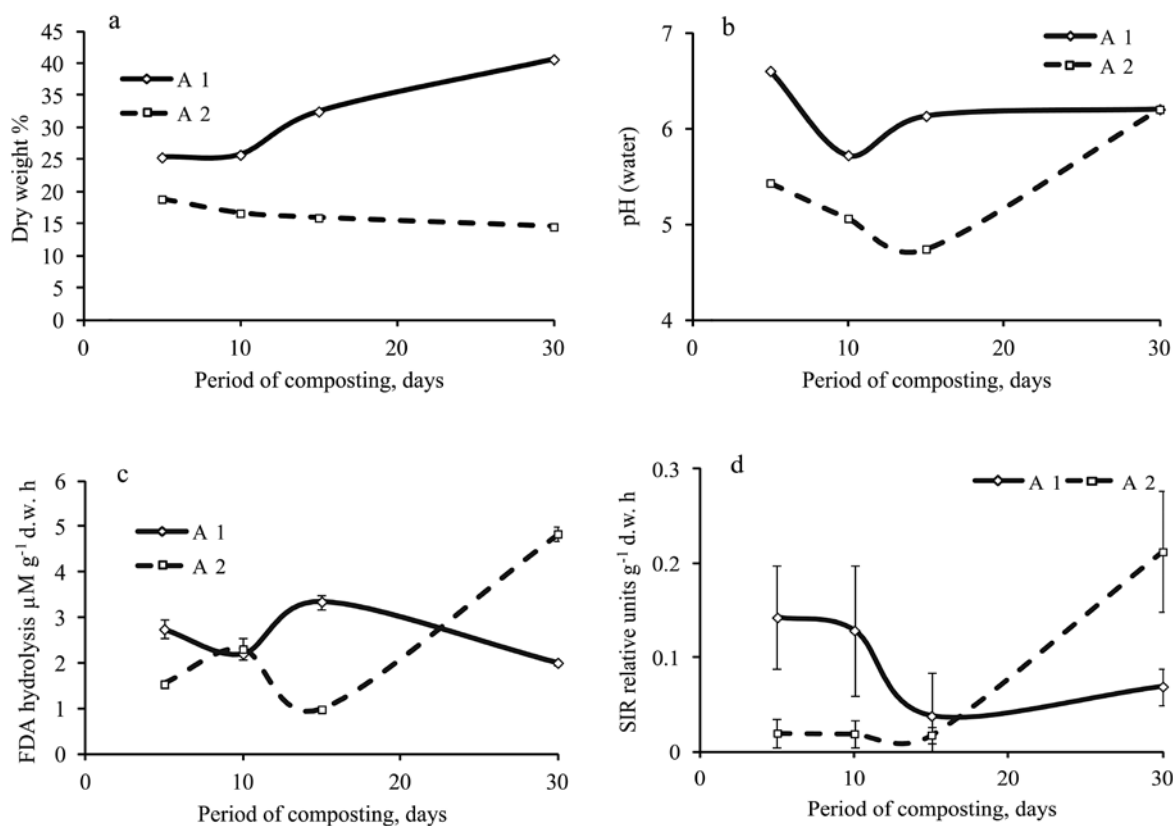 a
Dry weight %
45
40
35
30
25
20
15
10
5
0
A 1
A 2
0 10 20 30
Period of composting, days
b
pH (water)
7
6
5
4
A 1
A 2
0 10 20 30
Period of composting, days
c
FDA hydrolysis µM g⁻¹ d.w. h
6
5
4
3
2
1
0
A 1
A 2
0 10 20 30
Period of composting, days
d
SIR relative units g⁻¹ d.w. h
0.3
0.2
0.1
0
A 1 A 2
0 10 20 30
Period of composting, days